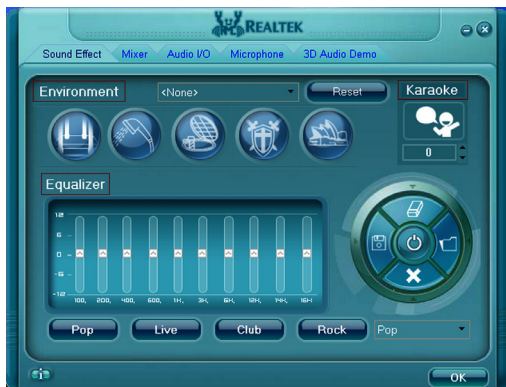 REALTEK
Sound Effect Mixer Audio I/O Microphone 3D Audio Demo
Environment <None> Reset Karaoke
0
Equalizer
12
6
0
-6
-12
100, 200, 400, 600, 1K, 3K, 6K, 12K, 14K, 16K
Pop Live Club Rock Pop
i OK